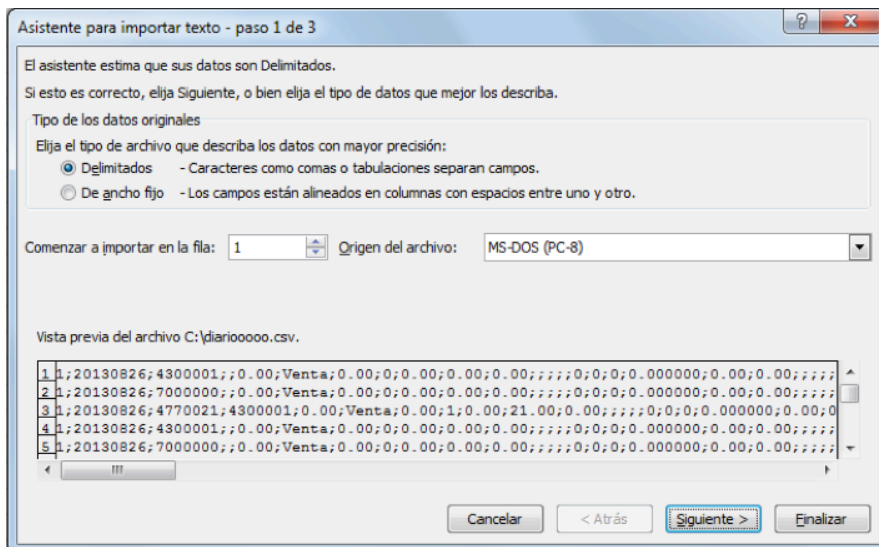 Asistente para importar texto - paso 1 de 3
El asistente estima que sus datos son Delimitados.
Si esto es correcto, elija Siguiente, o bien elija el tipo de datos que mejor los describa.
Tipo de los datos originales
Elija el tipo de archivo que describa los datos con mayor precisión:
Delimitados - Caracteres como comas o tabulaciones separan campos.
De ancho fijo - Los campos están alineados en columnas con espacios entre uno y otro.
Comenzar a importar en la fila: 1 Origen del archivo: MS-DOS (PC-8)
Vista previa del archivo C:\diariooooo.csv.
1 1;20130826;4300001;;0.00;Venta;0.00;0;0.00;0.00;0.00;;;;;0;0;0;0.000000;0.00;0.00;;;;;
2 1;20130826;7000000;;0.00;Venta;0.00;0;0.00;0.00;0.00;;;;;0;0;0;0.000000;0.00;0.00;;;;;
3 1;20130826;4770021;4300001;0.00;Venta;0.00;1;0.00;21.00;0.00;;;;;0;0;0;0.000000;0.00;0
4 1;20130826;4300001;;0.00;Venta;0.00;0;0.00;0.00;0.00;;;;;0;0;0;0.000000;0.00;0.00;;;;;
5 1;20130826;7000000;;0.00;Venta;0.00;0;0.00;0.00;0.00;;;;;0;0;0;0.000000;0.00;0.00;;;;;
Cancelar < Atrás Siguiente > Finalizar